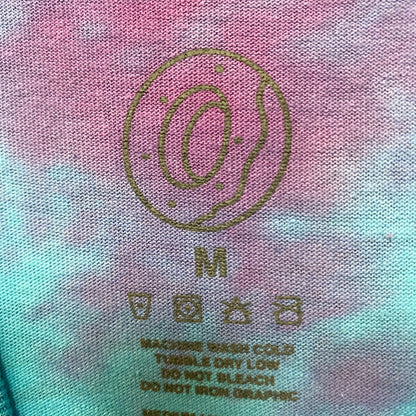 M
MACHINE WASH COLD
TUMBLE DRY LOW
DO NOT BLEACH
DO NOT IRON GRAPHIC